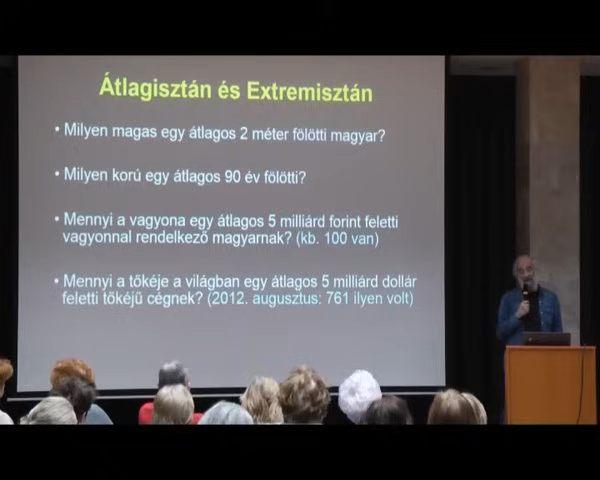 Átlagisztán és Extremisztán
• Milyen magas egy átlagos 2 méter fölötti magyar?
• Milyen korú egy átlagos 90 év fölötti?
• Mennyi a vagyona egy átlagos 5 milliárd forint feletti
vagyonnal rendelkező magyarnak? (kb. 100 van)
• Mennyi a tőkéje a világban egy átlagos 5 milliárd dollár
feletti tőkéjű cégnek? (2012. augusztus: 761 ilyen volt)